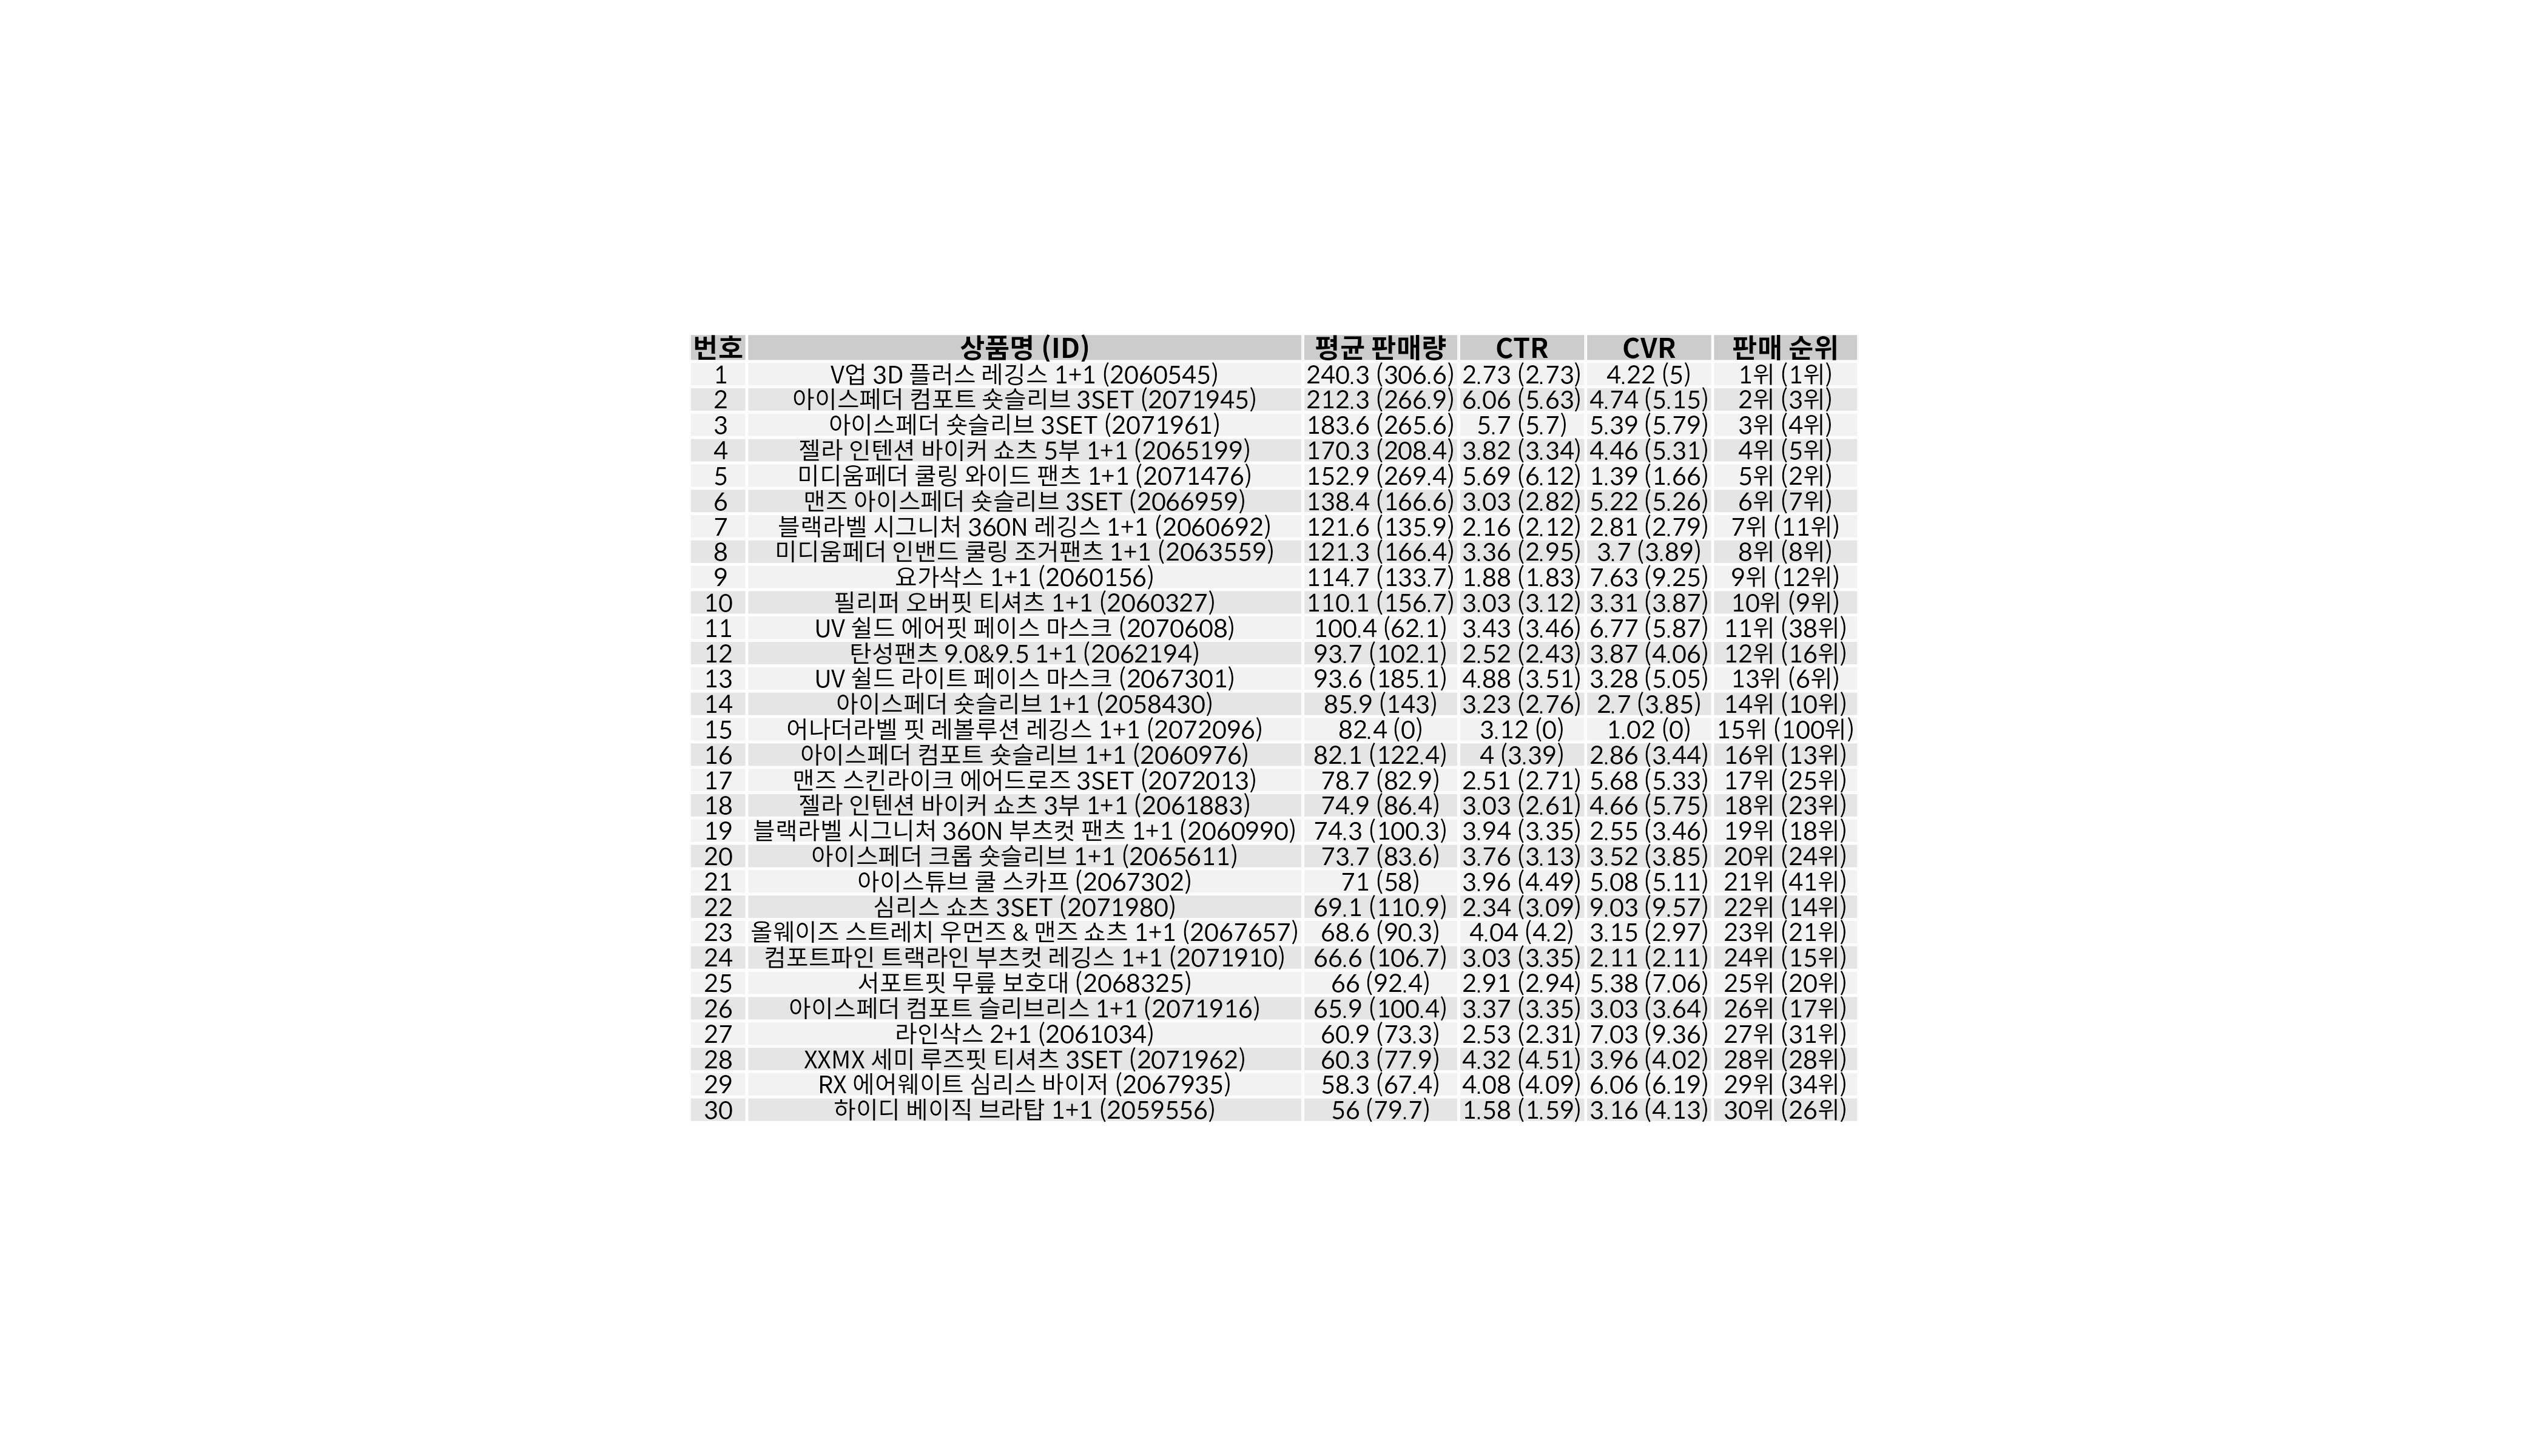 번호 상품명 (ID) 평균 판매량 CTR CVR 판매 순위
1 V업 3D 플러스 레깅스 1+1 (2060545) 240.3 (306.6) 2.73 (2.73) 4.22 (5) 1위 (1위)
2 아이스페더 컴포트 숏슬리브 3SET (2071945) 212.3 (266.9) 6.06 (5.63) 4.74 (5.15) 2위 (3위)
3 아이스페더 숏슬리브 3SET (2071961) 183.6 (265.6) 5.7 (5.7) 5.39 (5.79) 3위 (4위)
4 젤라 인텐션 바이커 쇼츠 5부 1+1 (2065199) 170.3 (208.4) 3.82 (3.34) 4.46 (5.31) 4위 (5위)
5 미디움페더 쿨링 와이드 팬츠 1+1 (2071476) 152.9 (269.4) 5.69 (6.12) 1.39 (1.66) 5위 (2위)
6 맨즈 아이스페더 숏슬리브 3SET (2066959) 138.4 (166.6) 3.03 (2.82) 5.22 (5.26) 6위 (7위)
7 블랙라벨 시그니처 360N 레깅스 1+1 (2060692) 121.6 (135.9) 2.16 (2.12) 2.81 (2.79) 7위 (11위)
8 미디움페더 인밴드 쿨링 조거팬츠 1+1 (2063559) 121.3 (166.4) 3.36 (2.95) 3.7 (3.89) 8위 (8위)
9 요가삭스 1+1 (2060156) 114.7 (133.7) 1.88 (1.83) 7.63 (9.25) 9위 (12위)
10 필리퍼 오버핏 티셔츠 1+1 (2060327) 110.1 (156.7) 3.03 (3.12) 3.31 (3.87) 10위 (9위)
11 UV 쉴드 에어핏 페이스 마스크 (2070608) 100.4 (62.1) 3.43 (3.46) 6.77 (5.87) 11위 (38위)
12 탄성팬츠 9.0&9.5 1+1 (2062194) 93.7 (102.1) 2.52 (2.43) 3.87 (4.06) 12위 (16위)
13 UV 쉴드 라이트 페이스 마스크 (2067301) 93.6 (185.1) 4.88 (3.51) 3.28 (5.05) 13위 (6위)
14 아이스페더 숏슬리브 1+1 (2058430) 85.9 (143) 3.23 (2.76) 2.7 (3.85) 14위 (10위)
15 어나더라벨 핏 레볼루션 레깅스 1+1 (2072096) 82.4 (0) 3.12 (0) 1.02 (0) 15위 (100위)
16 아이스페더 컴포트 숏슬리브 1+1 (2060976) 82.1 (122.4) 4 (3.39) 2.86 (3.44) 16위 (13위)
17 맨즈 스킨라이크 에어드로즈 3SET (2072013) 78.7 (82.9) 2.51 (2.71) 5.68 (5.33) 17위 (25위)
18 젤라 인텐션 바이커 쇼츠 3부 1+1 (2061883) 74.9 (86.4) 3.03 (2.61) 4.66 (5.75) 18위 (23위)
19 블랙라벨 시그니처 360N 부츠컷 팬츠 1+1 (2060990) 74.3 (100.3) 3.94 (3.35) 2.55 (3.46) 19위 (18위)
20 아이스페더 크롭 숏슬리브 1+1 (2065611) 73.7 (83.6) 3.76 (3.13) 3.52 (3.85) 20위 (24위)
21 아이스튜브 쿨 스카프 (2067302) 71 (58) 3.96 (4.49) 5.08 (5.11) 21위 (41위)
22 심리스 쇼츠 3SET (2071980) 69.1 (110.9) 2.34 (3.09) 9.03 (9.57) 22위 (14위)
23 올웨이즈 스트레치 우먼즈 & 맨즈 쇼츠 1+1 (2067657) 68.6 (90.3) 4.04 (4.2) 3.15 (2.97) 23위 (21위)
24 컴포트파인 트랙라인 부츠컷 레깅스 1+1 (2071910) 66.6 (106.7) 3.03 (3.35) 2.11 (2.11) 24위 (15위)
25 서포트핏 무릎 보호대 (2068325) 66 (92.4) 2.91 (2.94) 5.38 (7.06) 25위 (20위)
26 아이스페더 컴포트 슬리브리스 1+1 (2071916) 65.9 (100.4) 3.37 (3.35) 3.03 (3.64) 26위 (17위)
27 라인삭스 2+1 (2061034) 60.9 (73.3) 2.53 (2.31) 7.03 (9.36) 27위 (31위)
28 XXMX 세미 루즈핏 티셔츠 3SET (2071962) 60.3 (77.9) 4.32 (4.51) 3.96 (4.02) 28위 (28위)
29 RX 에어웨이트 심리스 바이저 (2067935) 58.3 (67.4) 4.08 (4.09) 6.06 (6.19) 29위 (34위)
30 하이디 베이직 브라탑 1+1 (2059556) 56 (79.7) 1.58 (1.59) 3.16 (4.13) 30위 (26위)